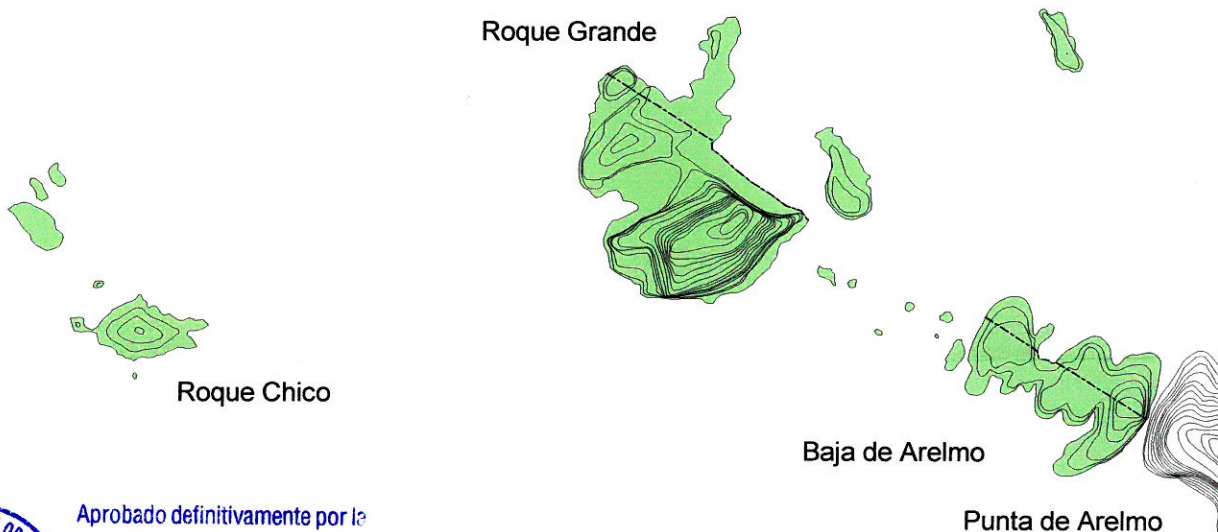 Roque Grande
Roque Chico
Baja de Arelmo
Punta de Arelmo
Aprobado definitivamente por la